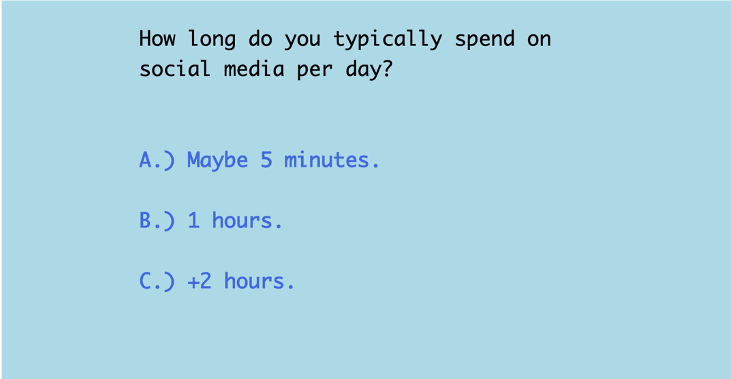 How long do you typically spend on
social media per day?
A.) Maybe 5 minutes.
B.) 1 hours.
C.) +2 hours.